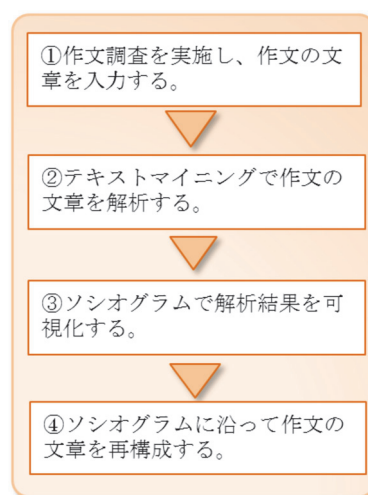 ①作文調査を実施し、作文の文
章を入力する。
②テキストマイニングで作文の
文章を解析する。
③ソシオグラムで解析結果を可
視化する。
④ソシオグラムに沿って作文の
文章を再構成する。